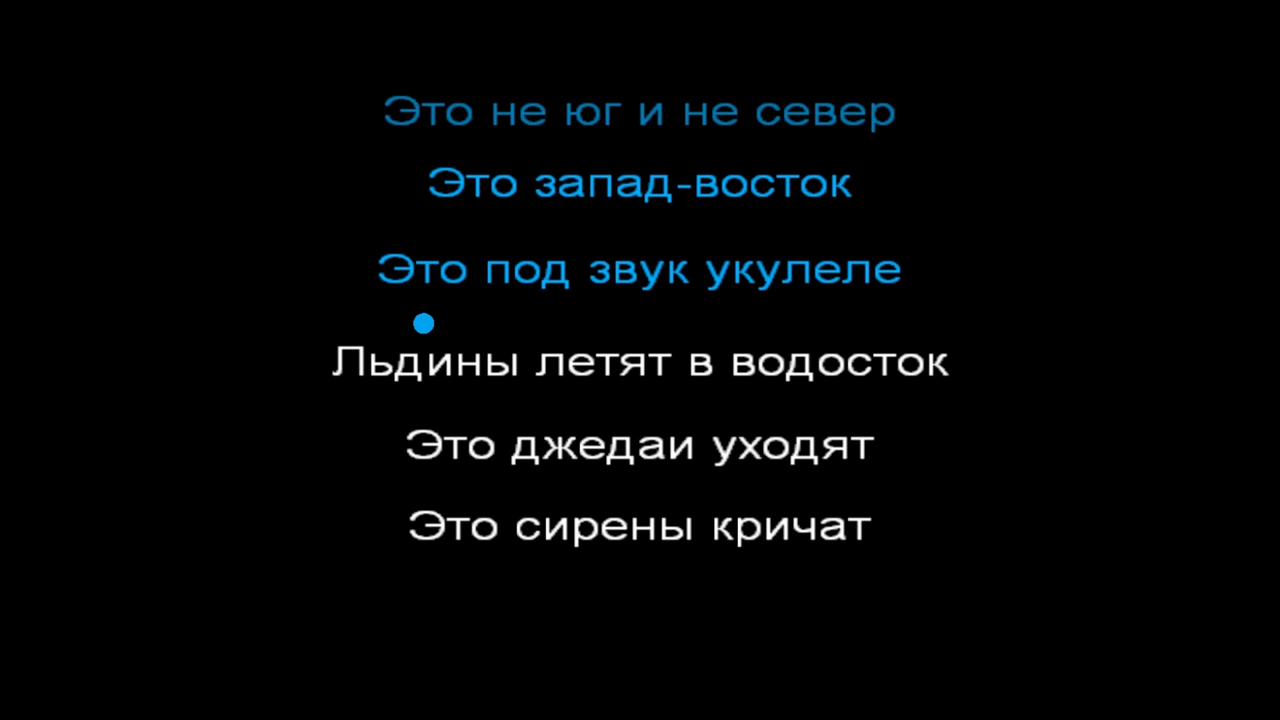 Это не юг и не север
Это запад-восток
Это под звук укулеле
Льдины летят в водосток
Это джедаи уходят
Это сирены кричат